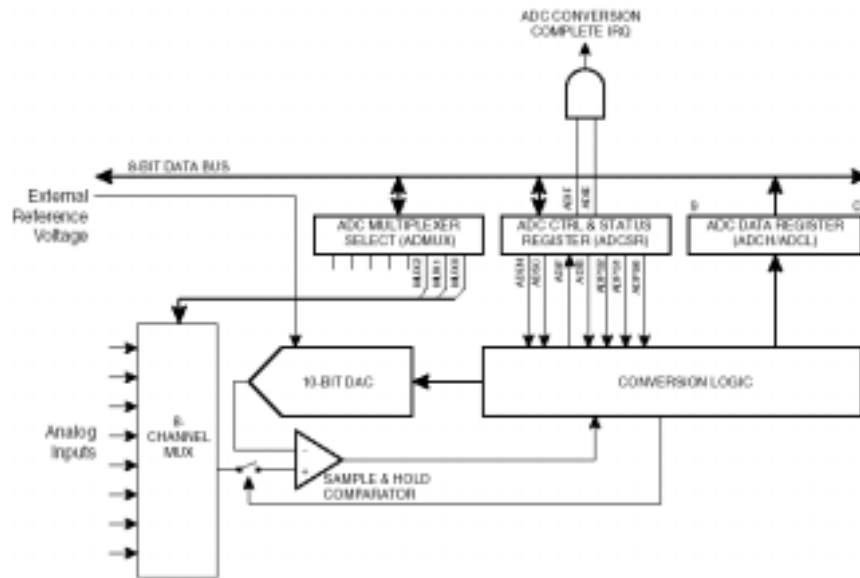 ADC CONVERSION
COMPLETE IRQ
8-BIT DATA BUS
External
Reference
Voltage
ADIF
ADIE
9
0
ADC MULTIPLEXER
SELECT (ADMUX)
ADC CTRL & STATUS
REGISTER (ADCSR)
ADC DATA REGISTER
(ADCH/ADCL)
MUX2
MUX1
MUX0
ADEN
ADSC
ADIF
ADIE
ADPS2
ADPS1
ADPS0
10-BIT DAC
CONVERSION LOGIC
Analog
Inputs
8-
CHANNEL
MUX
-
+
SAMPLE & HOLD
COMPARATOR